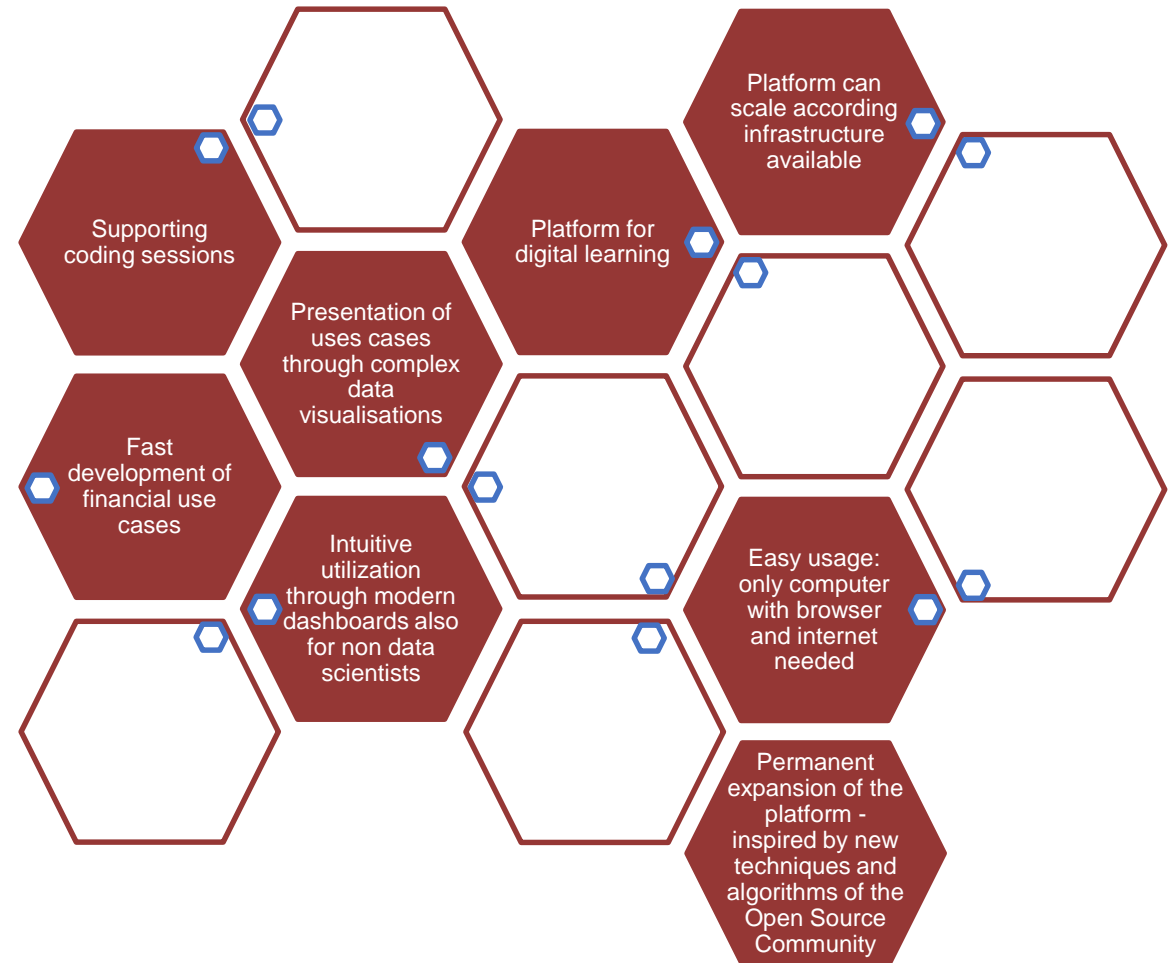 Platform can
scale according
infrastructure
available
Supporting
coding sessions
Platform for
digital learning
Presentation of
uses cases
through complex
data
visualisations
Fast
development of
financial use
cases
Intuitive
utilization
through modern
dashboards also
for non data
scientists
Easy usage:
only computer
with browser
and internet
needed
Permanent
expansion of the
platform -
inspired by new
techniques and
algorithms of the
Open Source
Community